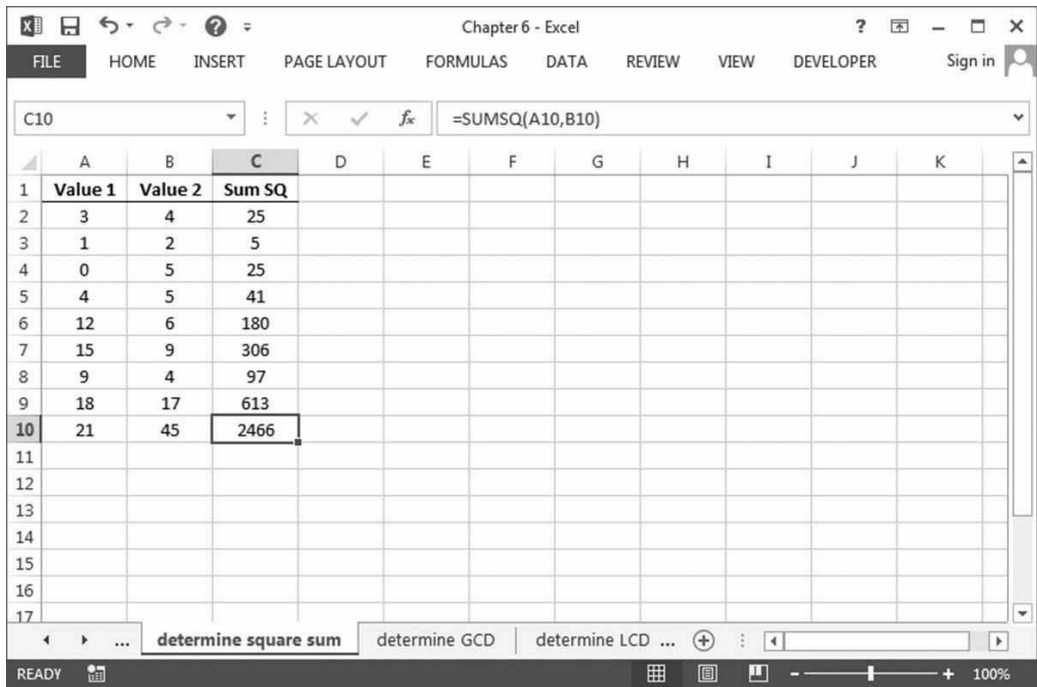 Chapter 6 - Excel
FILE HOME INSERT PAGE LAYOUT FORMULAS DATA REVIEW VIEW DEVELOPER Sign in
C10 fx =SUMSQ(A10,B10)
A B C D E F G H I J K
1 Value 1 Value 2 Sum SQ
2 3 4 25
3 1 2 5
4 0 5 25
5 4 5 41
6 12 6 180
7 15 9 306
8 9 4 97
9 18 17 613
10 21 45 2466
11
12
13
14
15
16
17
... determine square sum determine GCD determine LCD ...
READY 100%